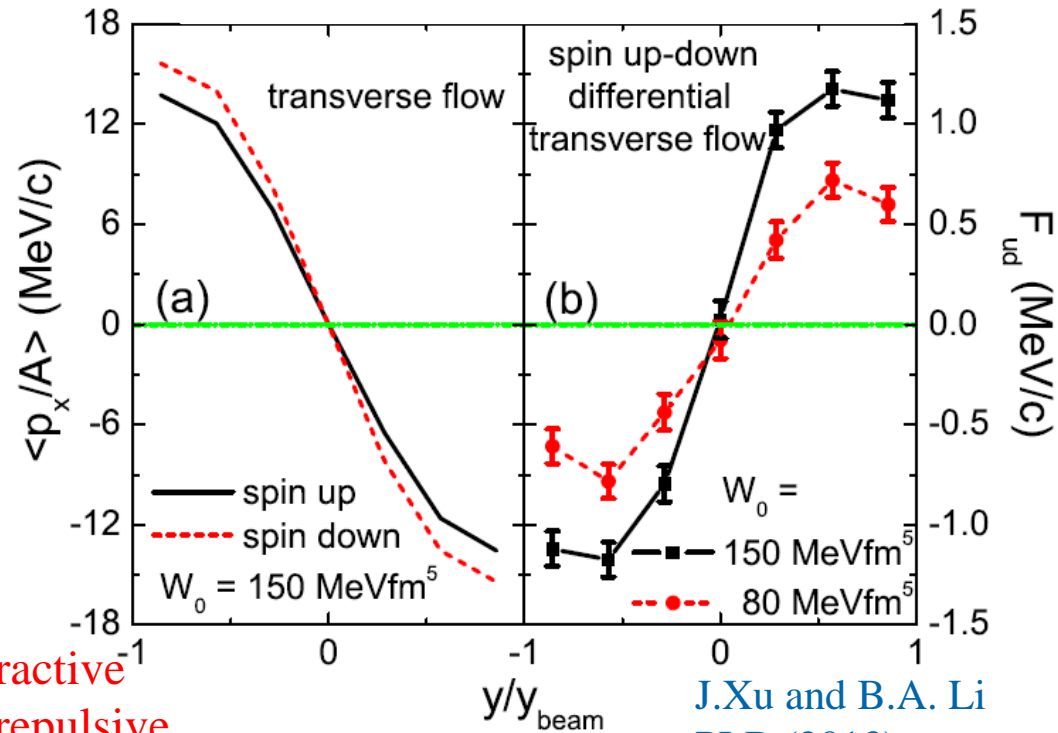 18
12
6
0
-6
-12
-18
<p_x/A> (MeV/c)
transverse flow
(a)
spin up
spin down
W_0 = 150 MeVfm^5
-1
0
spin up-down
differential
transverse flow
(b)
W_0 =
150 MeVfm^5
80 MeVfm^5
-1
0
1
1.5
1.0
0.5
0.0
-0.5
-1.0
-1.5
F_ud (MeV/c)
y/y_beam
ractive
repulsive
J.Xu and B.A. Li